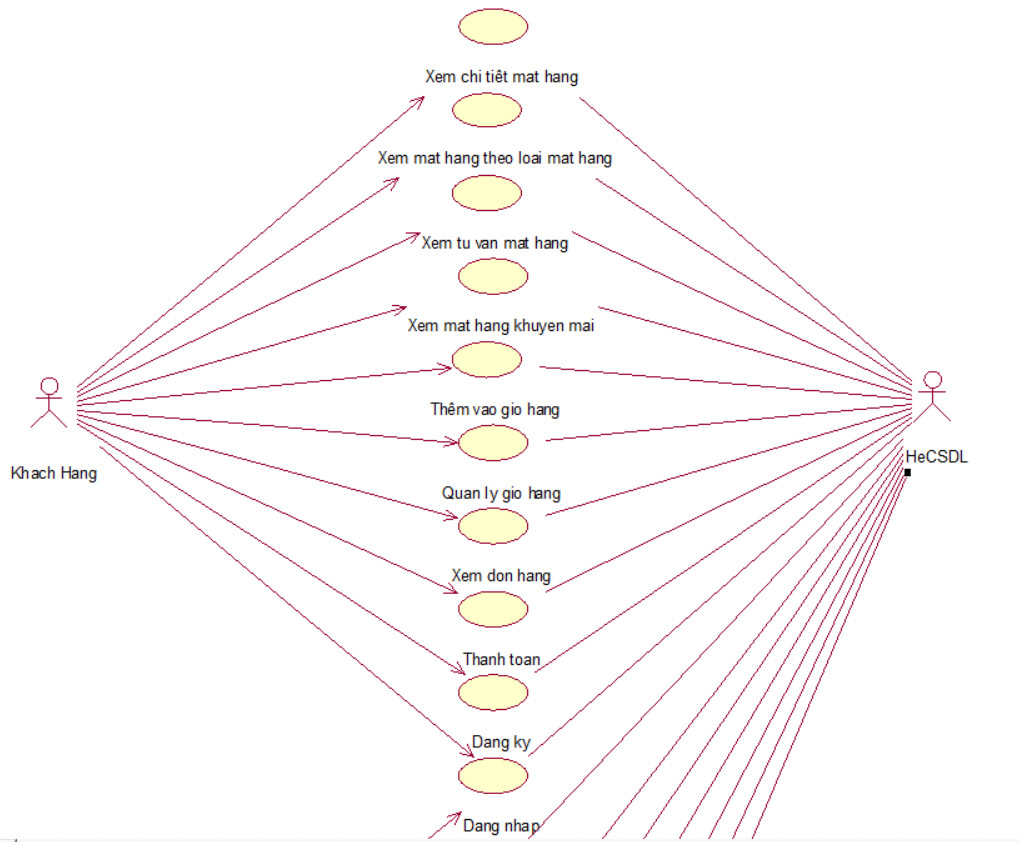 Xem chi tiêt mat hang
Xem mat hang theo loai mat hang
Xem tu van mat hang
Xem mat hang khuyen mai
Thêm vao gio hang
Khach Hang
HeCSDL
Quan ly gio hang
Xem don hang
Thanh toan
Dang ky
Dang nhap